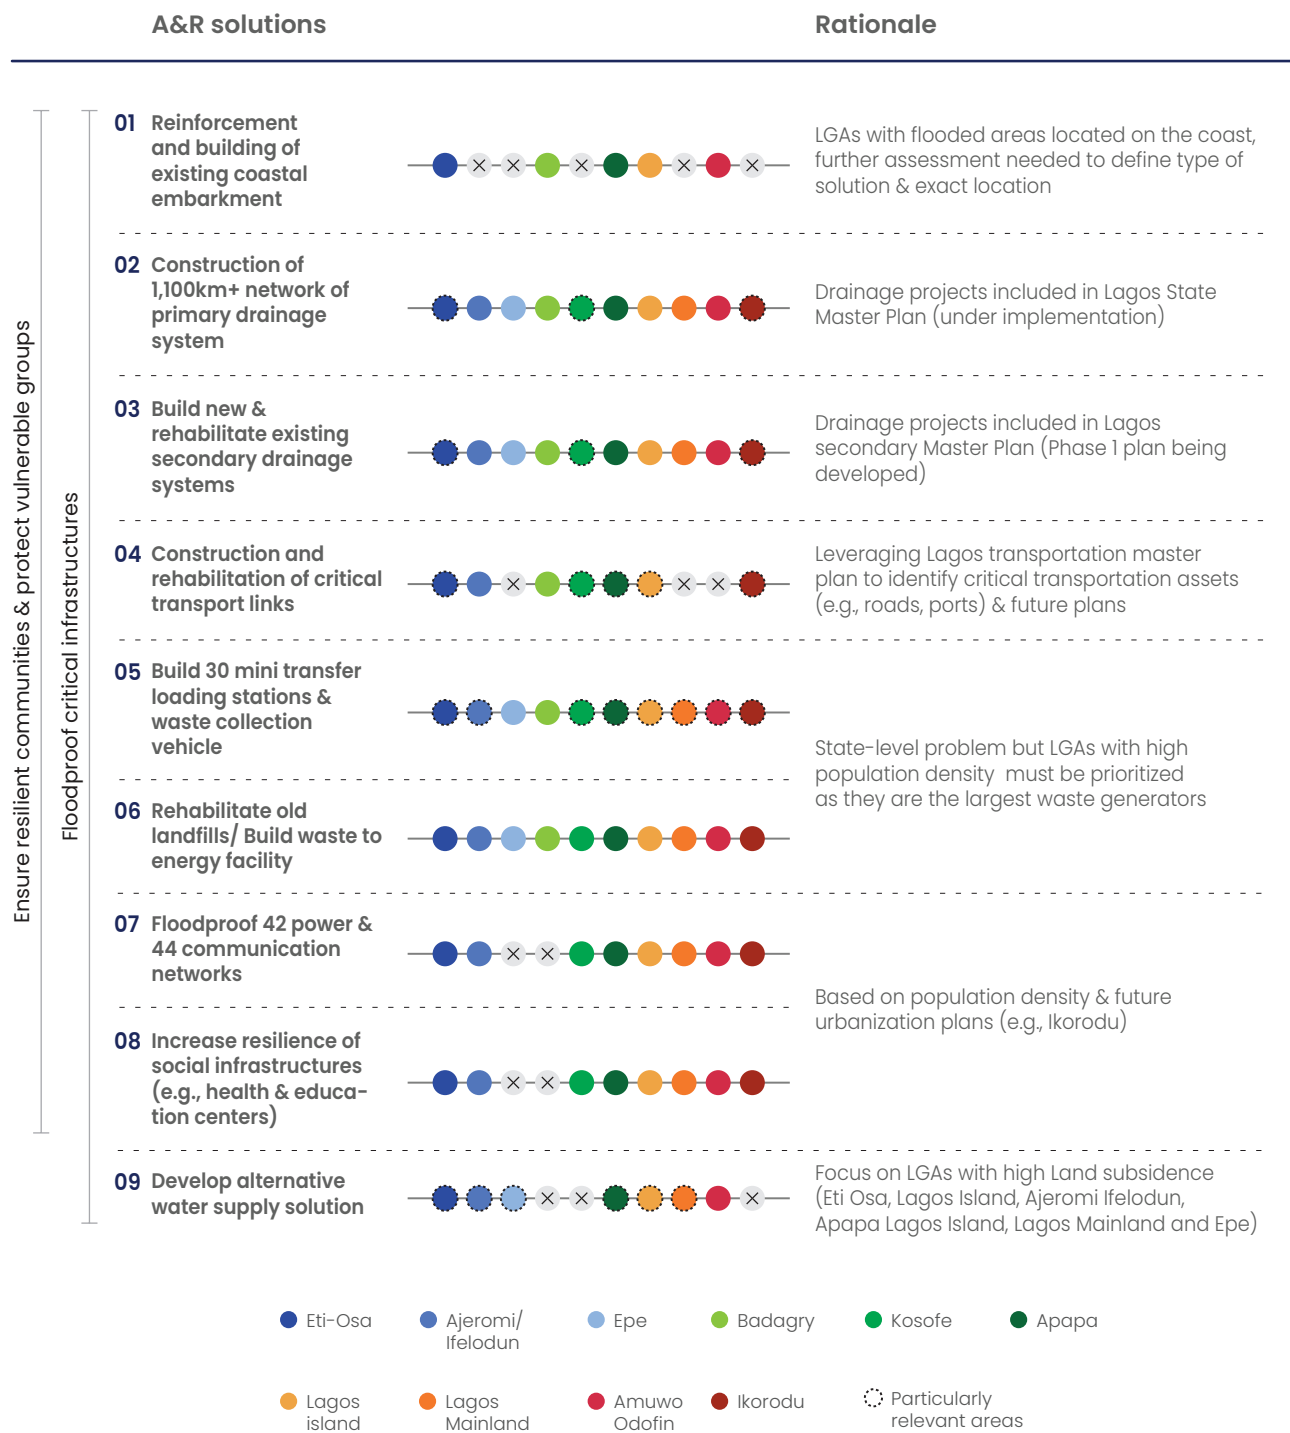 A&R solutions
Rationale
Ensure resilient communities & protect vulnerable groups
Floodproof critical infrastructures
01 Reinforcement
and building of
existing coastal
embarkment
LGAs with flooded areas located on the coast,
further assessment needed to define type of
solution & exact location
02 Construction of
1,100km+ network of
primary drainage
system
Drainage projects included in Lagos State
Master Plan (under implementation)
03 Build new &
rehabilitate existing
secondary drainage
systems
Drainage projects included in Lagos
secondary Master Plan (Phase 1 plan being
developed)
04 Construction and
rehabilitation of critical
transport links
Leveraging Lagos transportation master
plan to identify critical transportation assets
(e.g., roads, ports) & future plans
05 Build 30 mini transfer
loading stations &
waste collection
vehicle
State-level problem but LGAs with high
population density must be prioritized
as they are the largest waste generators
06 Rehabilitate old
landfills/ Build waste to
energy facility
07 Floodproof 42 power &
44 communication
networks
Based on population density & future
urbanization plans (e.g., Ikorodu)
08 Increase resilience of
social infrastructures
(e.g., health & educa-
tion centers)
09 Develop alternative
water supply solution
Focus on LGAs with high Land subsidence
(Eti Osa, Lagos Island, Ajeromi Ifelodun,
Apapa Lagos Island, Lagos Mainland and Epe)
Eti-Osa
Ajeromi/
Ifelodun
Epe
Badagry
Kosofe
Apapa
Lagos
island
Lagos
Mainland
Amuwo
Odofin
Ikorodu
Particularly
relevant areas